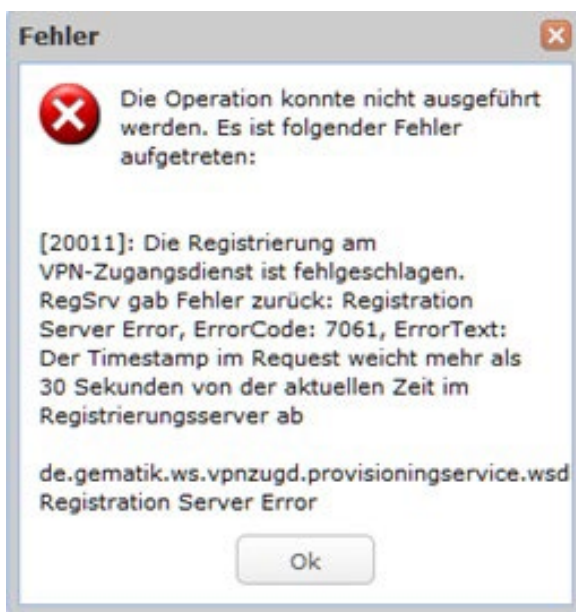 Fehler
Die Operation konnte nicht ausgeführt
werden. Es ist folgender Fehler
aufgetreten:
[20011]: Die Registrierung am
VPN-Zugangsdienst ist fehlgeschlagen.
RegSrv gab Fehler zurück: Registration
Server Error, ErrorCode: 7061, ErrorText:
Der Timestamp im Request weicht mehr als
30 Sekunden von der aktuellen Zeit im
Registrierungsserver ab
de.gematik.ws.vpnzugd.provisioningservice.wsd
Registration Server Error
Ok